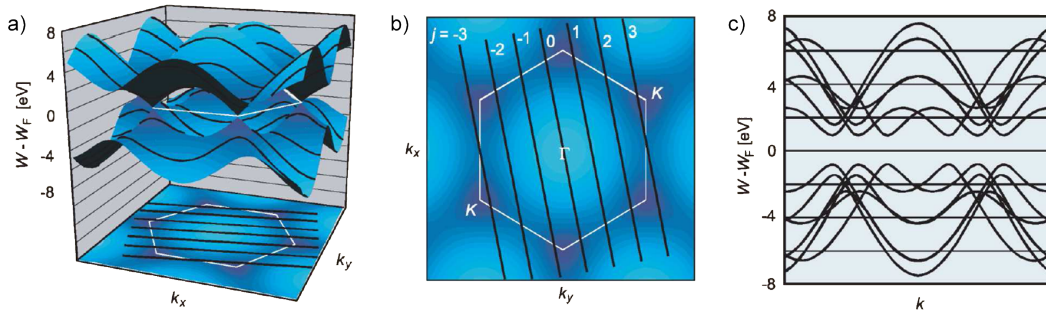 a)
8
4
0
-4
-8
W - W_F [eV]
k_x
k_y
b)
j = -3
-2
-1
0
1
2
3
K
Γ
K
k_x
k_y
c)
8
4
0
-4
-8
W-W_F [eV]
k